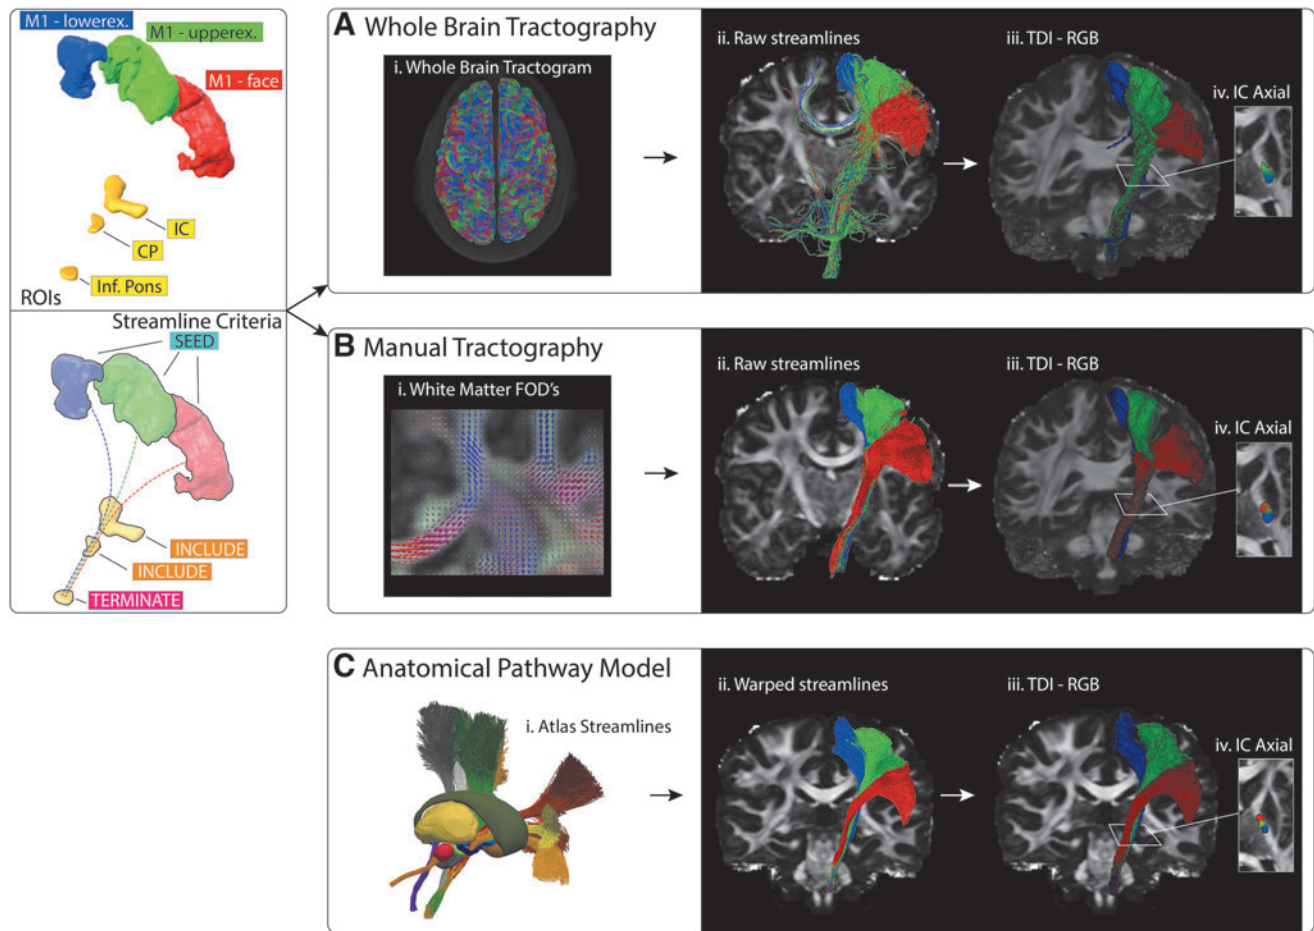 M1 - lowerex.
M1 - upperex.
M1 - face
IC
CP
Inf. Pons
ROIs
Streamline Criteria
SEED
INCLUDE
INCLUDE
TERMINATE
A Whole Brain Tractography
i. Whole Brain Tractogram
ii. Raw streamlines
iii. TDI - RGB
iv. IC Axial
B Manual Tractography
i. White Matter FOD's
ii. Raw streamlines
iii. TDI - RGB
iv. IC Axial
C Anatomical Pathway Model
i. Atlas Streamlines
ii. Warped streamlines
iii. TDI - RGB
iv. IC Axial